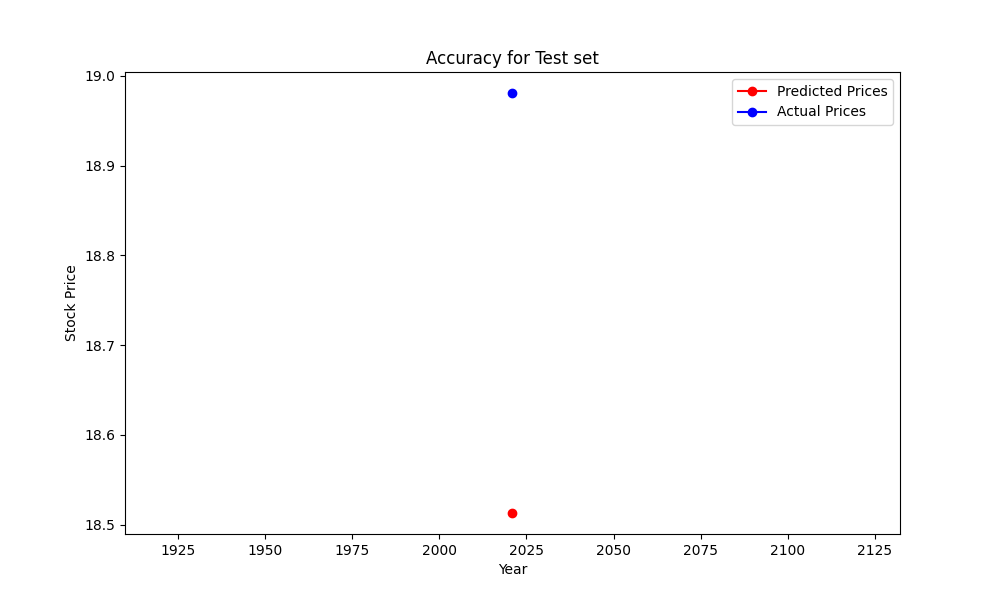 Accuracy for Test set
19.0
18.9
18.8
18.7
18.6
18.5
Stock Price
Predicted Prices
Actual Prices
1925 1950 1975 2000 2025 2050 2075 2100 2125
Year